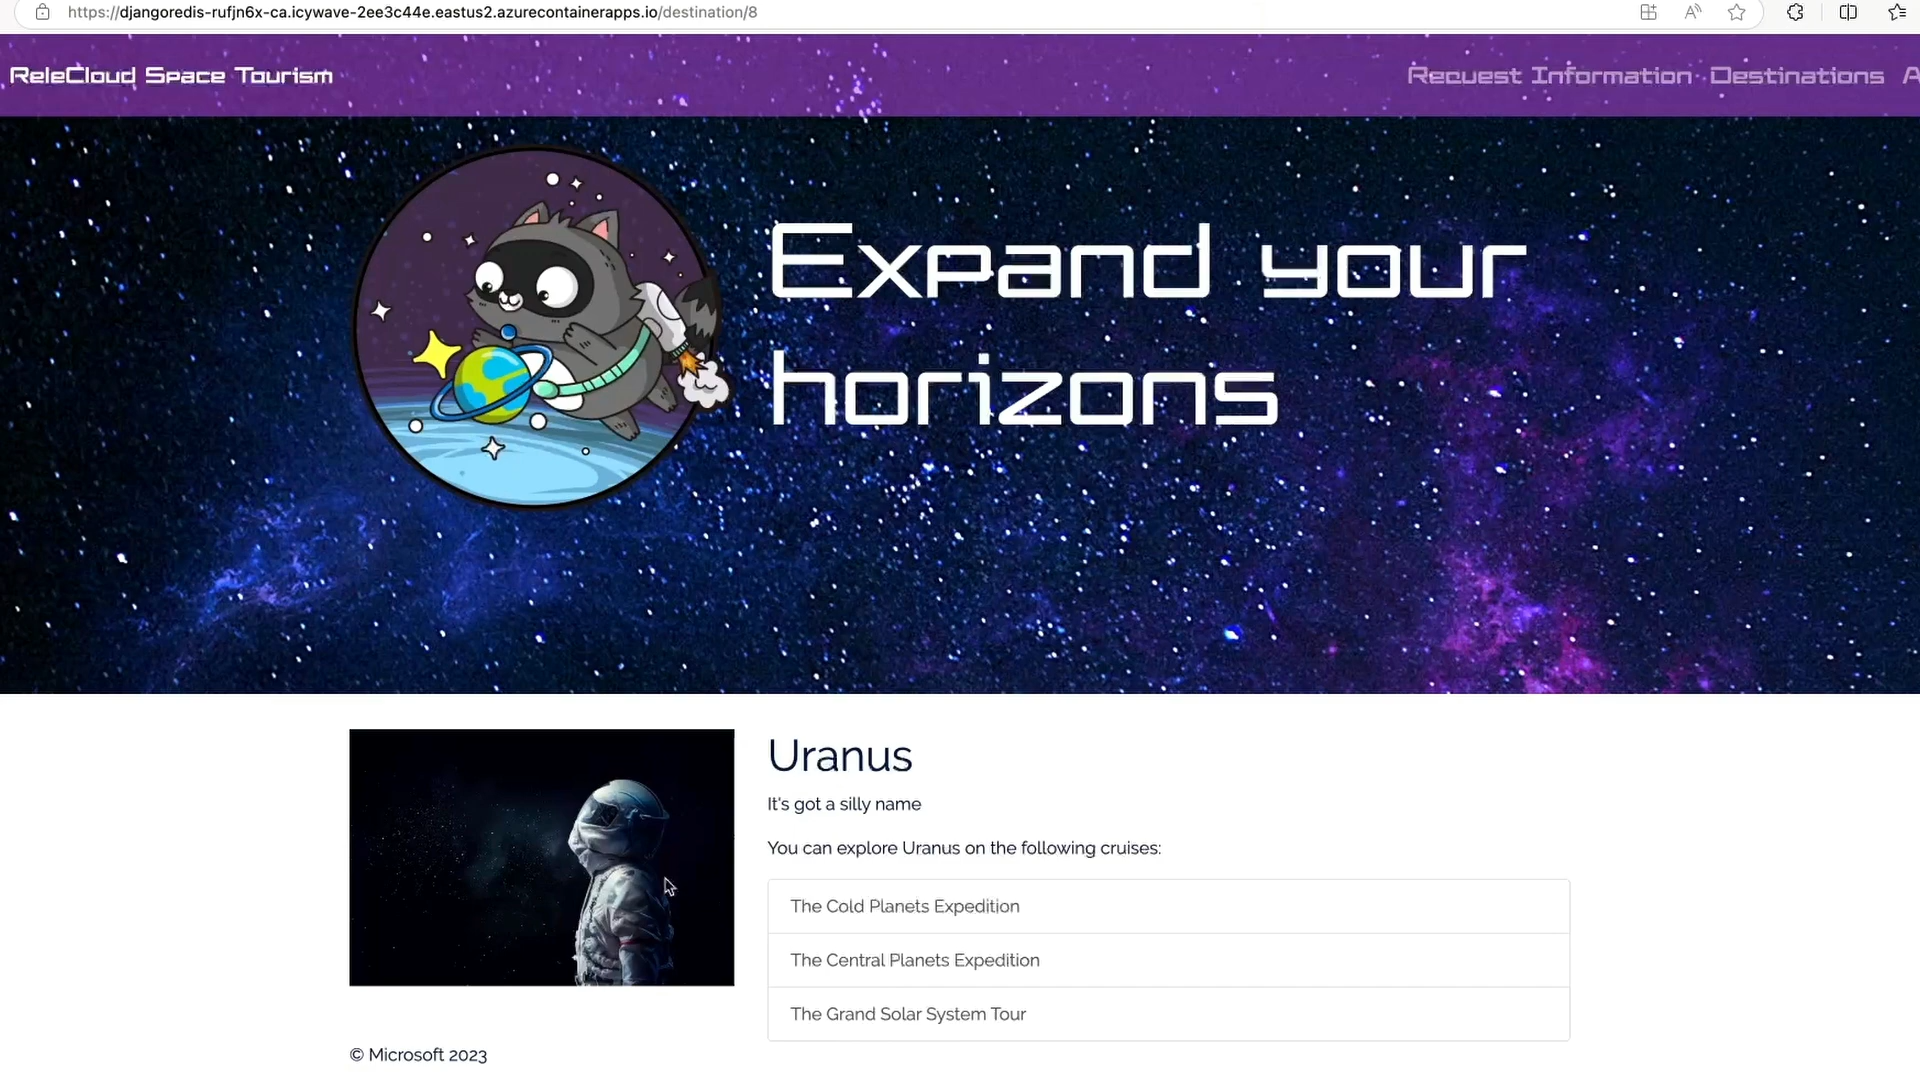 https://djangoredis-rufjn6x-ca.icywave-2ee3c44e.eastus2.azurecontainerapps.io/destination/8
ReleCloud Space Tourism
Request Information
Destinations
A
Expand your
horizons
Uranus
It's got a silly name
You can explore Uranus on the following cruises:
The Cold Planets Expedition
The Central Planets Expedition
The Grand Solar System Tour
© Microsoft 2023